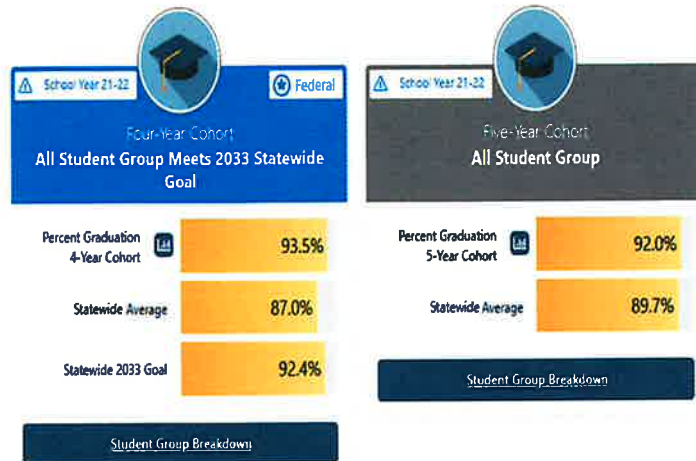 School Year 21-22
Federal
Four-Year Cohort
All Student Group Meets 2033 Statewide
Goal
Percent Graduation
4-Year Cohort
93.5%
Statewide Average
87.0%
Statewide 2033 Goal
92.4%
Student Group Breakdown
School Year 21-22
Five-Year Cohort
All Student Group
Percent Graduation
5-Year Cohort
92.0%
Statewide Average
89.7%
Student Group Breakdown